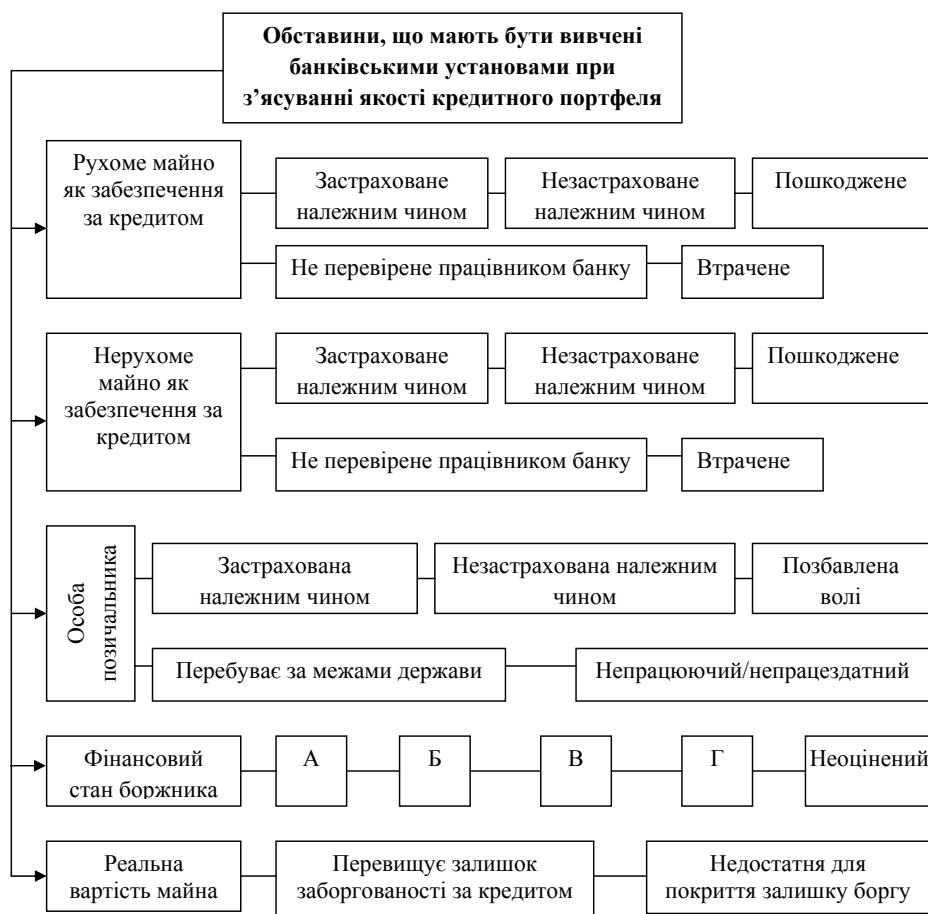 Обставини, що мають бути вивчені
банківськими установами при
з’ясуванні якості кредитного портфеля
Рухоме майно
як забезпечення
за кредитом
Застраховане
належним чином
Незастраховане
належним чином
Пошкоджене
Не перевірене працівником банку
Втрачене
Нерухоме
майно як
забезпечення за
кредитом
Застраховане
належним чином
Незастраховане
належним чином
Пошкоджене
Не перевірене працівником банку
Втрачене
Особа
позичальника
Застрахована
належним чином
Незастрахована належним
чином
Позбавлена
волі
Перебуває за межами держави
Непрацюючий/непрацездатний
Фінансовий
стан боржника
А
Б
В
Г
Неоцінений
Реальна
вартість майна
Перевищує залишок
заборгованості за кредитом
Недостатня для
покриття залишку боргу